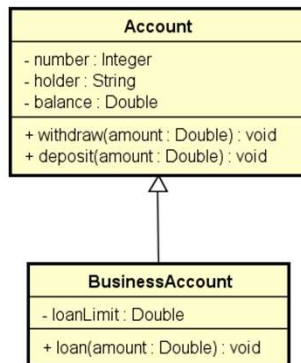 Account
- number : Integer
- holder : String
- balance : Double
+ withdraw(amount : Double) : void
+ deposit(amount : Double) : void
BusinessAccount
- loanLimit : Double
+ loan(amount : Double) : void